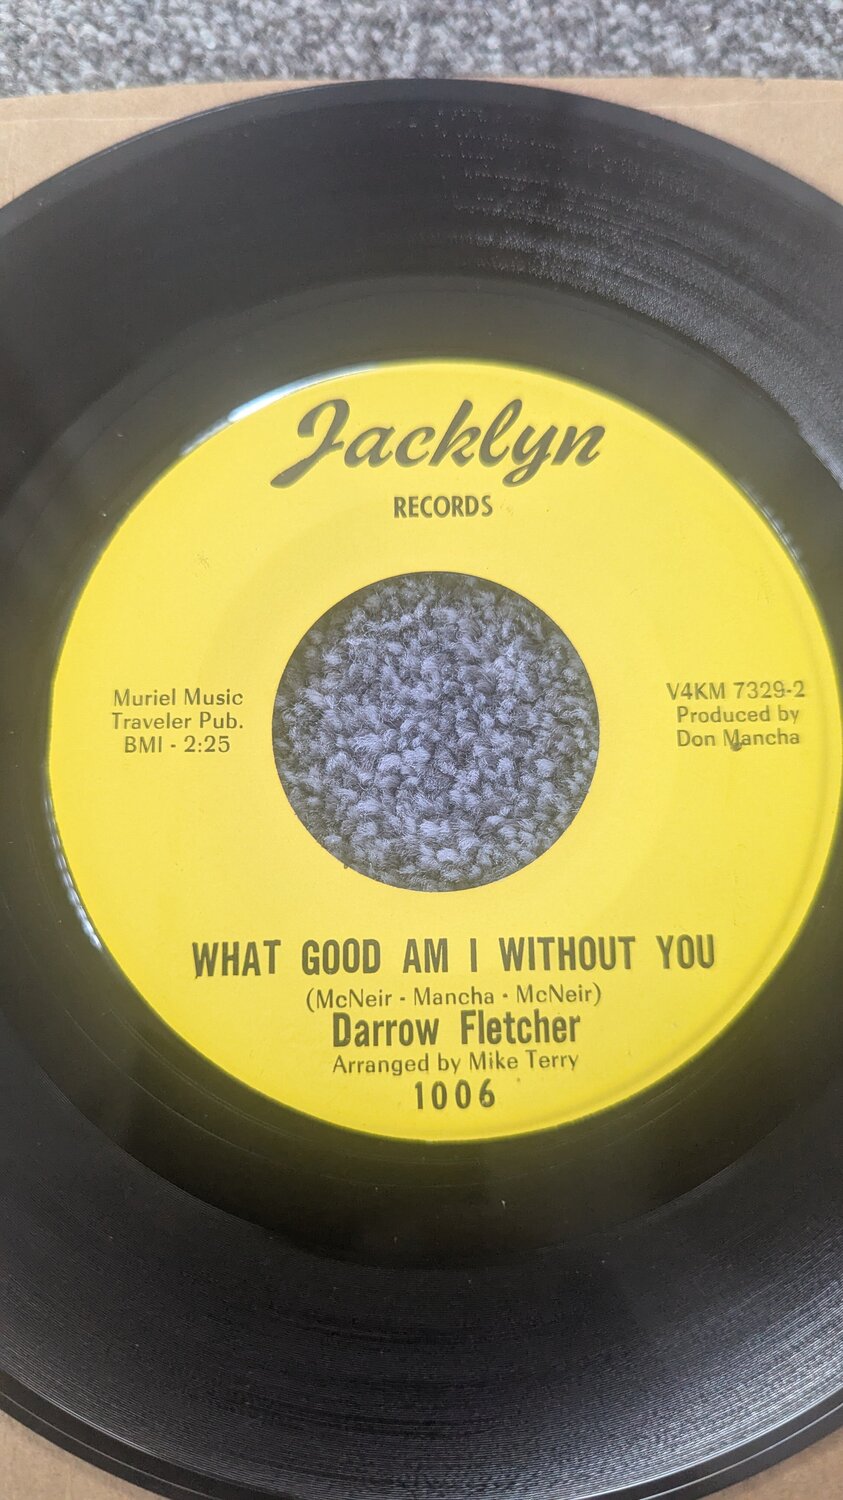 Jacklyn
RECORDS
Muriel Music
Traveler Pub.
BMI - 2:25
V4KM 7329-2
Produced by
Don Mancha
WHAT GOOD AM I WITHOUT YOU
(McNeir - Mancha - McNeir)
Darrow Fletcher
Arranged by Mike Terry
1006